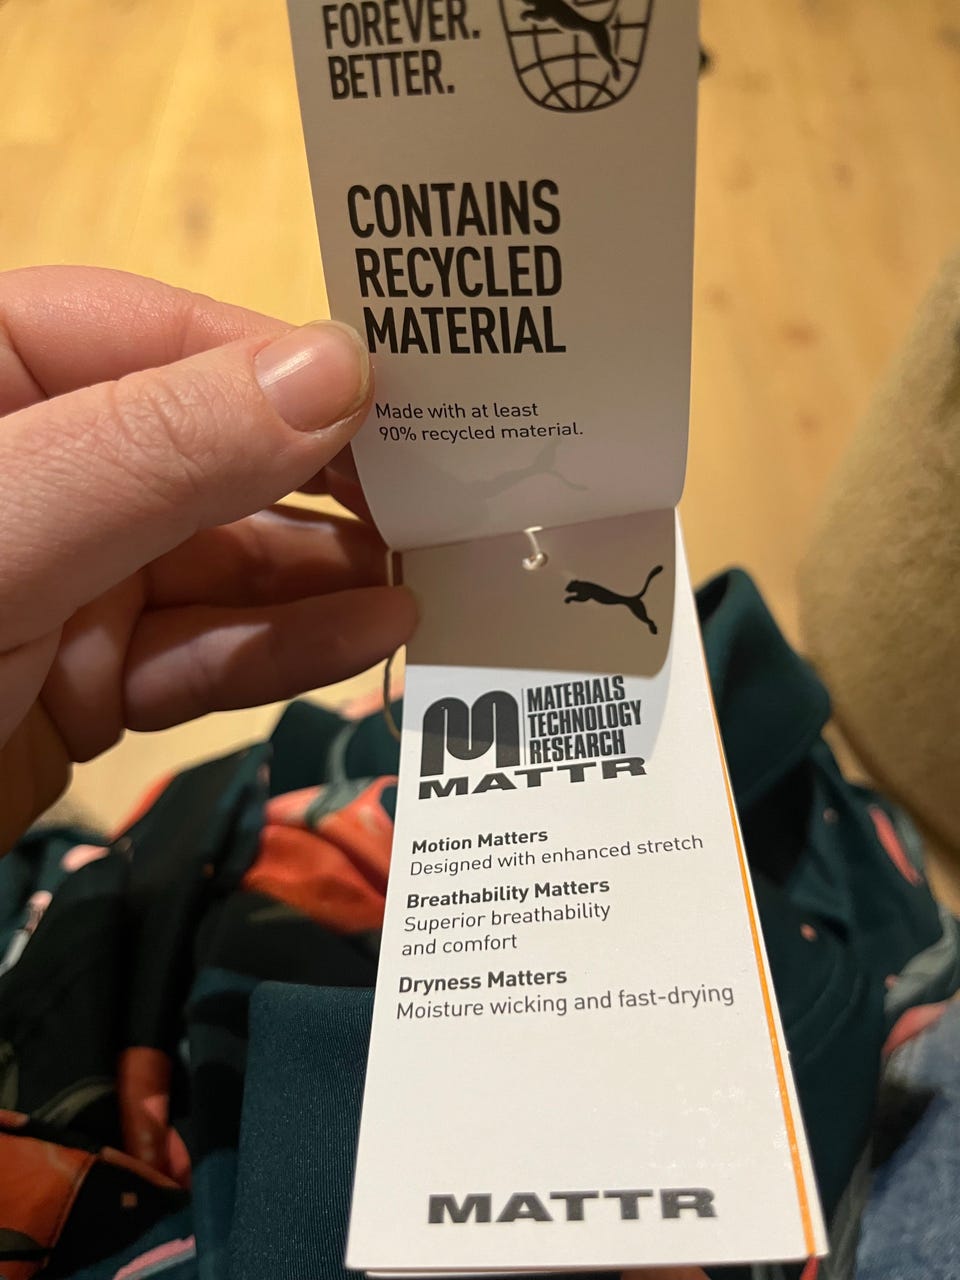 FOREVER.
BETTER.
CONTAINS
RECYCLED
MATERIAL
Made with at least
90% recycled material.
MATERIALS
TECHNOLOGY
RESEARCH
MATTR
Motion Matters
Designed with enhanced stretch
Breathability Matters
Superior breathability
and comfort
Dryness Matters
Moisture wicking and fast-drying
MATTR